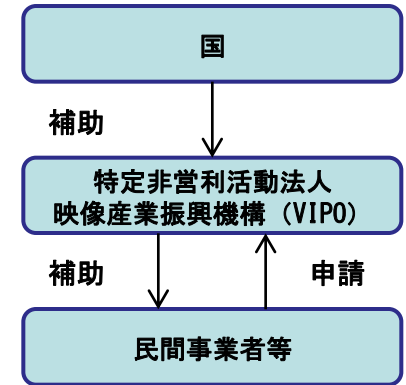 国
補助
特定非営利活動法人
映像産業振興機構（VIPO）
補助
申請
民間事業者等